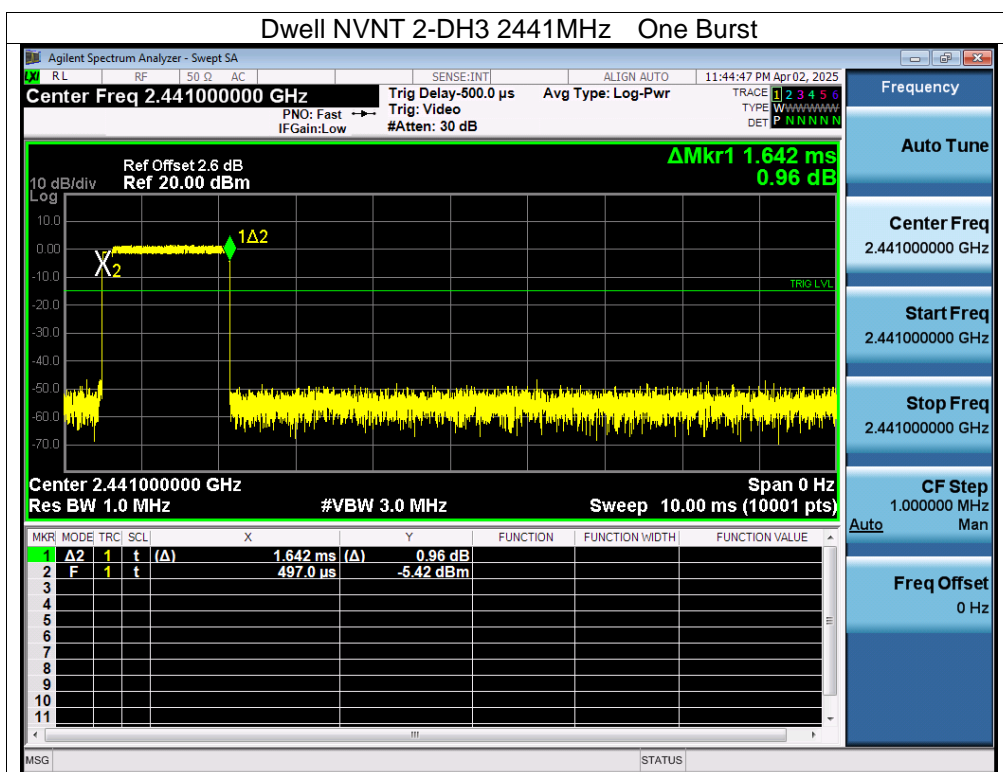 Dwell NVNT 2-DH3 2441MHz One Burst
Agilent Spectrum Analyzer - Swept SA
LXI RL RF 50 Ω AC SENSE:INT ALIGN AUTO 11:44:47 PM Apr 02, 2025
Center Freq 2.441000000 GHz
PNO: Fast
IFGain:Low
Trig Delay-500.0 µs
Trig: Video
#Atten: 30 dB
Avg Type: Log-Pwr
TRACE 1 2 3 4 5 6
TYPE WWWWWW
DET P N N N N N
ΔMkr1 1.642 ms
0.96 dB
Ref Offset 2.6 dB
10 dB/div Ref 20.00 dBm
Log
10.0
0.00
-10.0
-20.0
-30.0
-40.0
-50.0
-60.0
-70.0
1Δ2
X2
TRIG LVL
Center 2.441000000 GHz Span 0 Hz
Res BW 1.0 MHz #VBW 3.0 MHz Sweep 10.00 ms (10001 pts)
MKR MODE TRC SCL X Y FUNCTION FUNCTION WIDTH FUNCTION VALUE
1 Δ2 1 t (Δ) 1.642 ms (Δ) 0.96 dB
2 F 1 t 497.0 µs -5.42 dBm
3
4
5
6
7
8
9
10
11
MSG STATUS
Frequency
Auto Tune
Center Freq
2.441000000 GHz
Start Freq
2.441000000 GHz
Stop Freq
2.441000000 GHz
CF Step
1.000000 MHz
Auto Man
Freq Offset
0 Hz